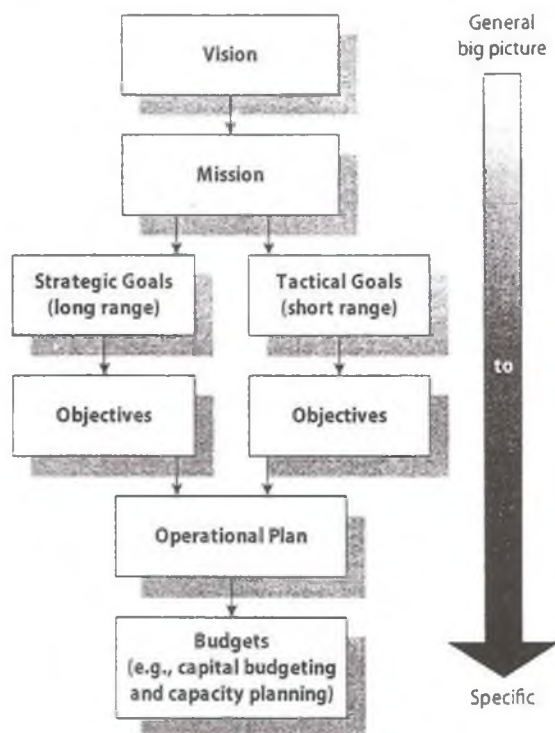 General
big picture
Vision
Mission
Strategic Goals
(long range)
Tactical Goals
(short range)
to
Objectives
Objectives
Operational Plan
Budgets
(e.g., capital budgeting
and capacity planning)
Specific